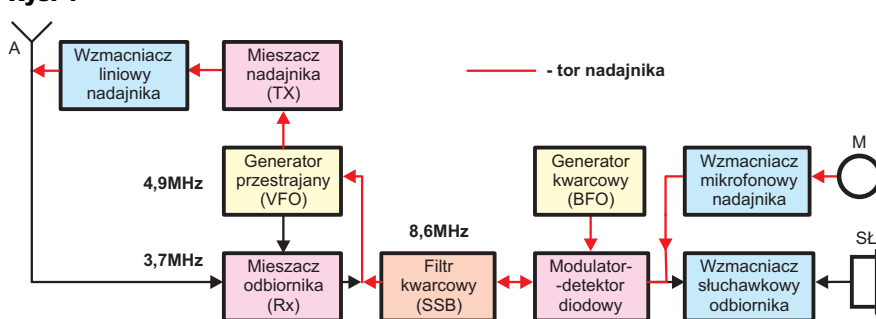 A
Wzmacniacz
liniowy
nadajnika
Mieszacz
nadajnika
(TX)
- tor nadajnika
4,9MHz
Generator
przestrajany
(VFO)
Generator
kwarcowy
(BFO)
Wzmacniacz
mikrofonowy
nadajnika
M
3,7MHz
Mieszacz
odbiornika
(Rx)
8,6MHz
Filtr
kwarcowy
(SSB)
Modulator-
-detektor
diodowy
Wzmacniacz
słuchawkowy
odbiornika
SŁ